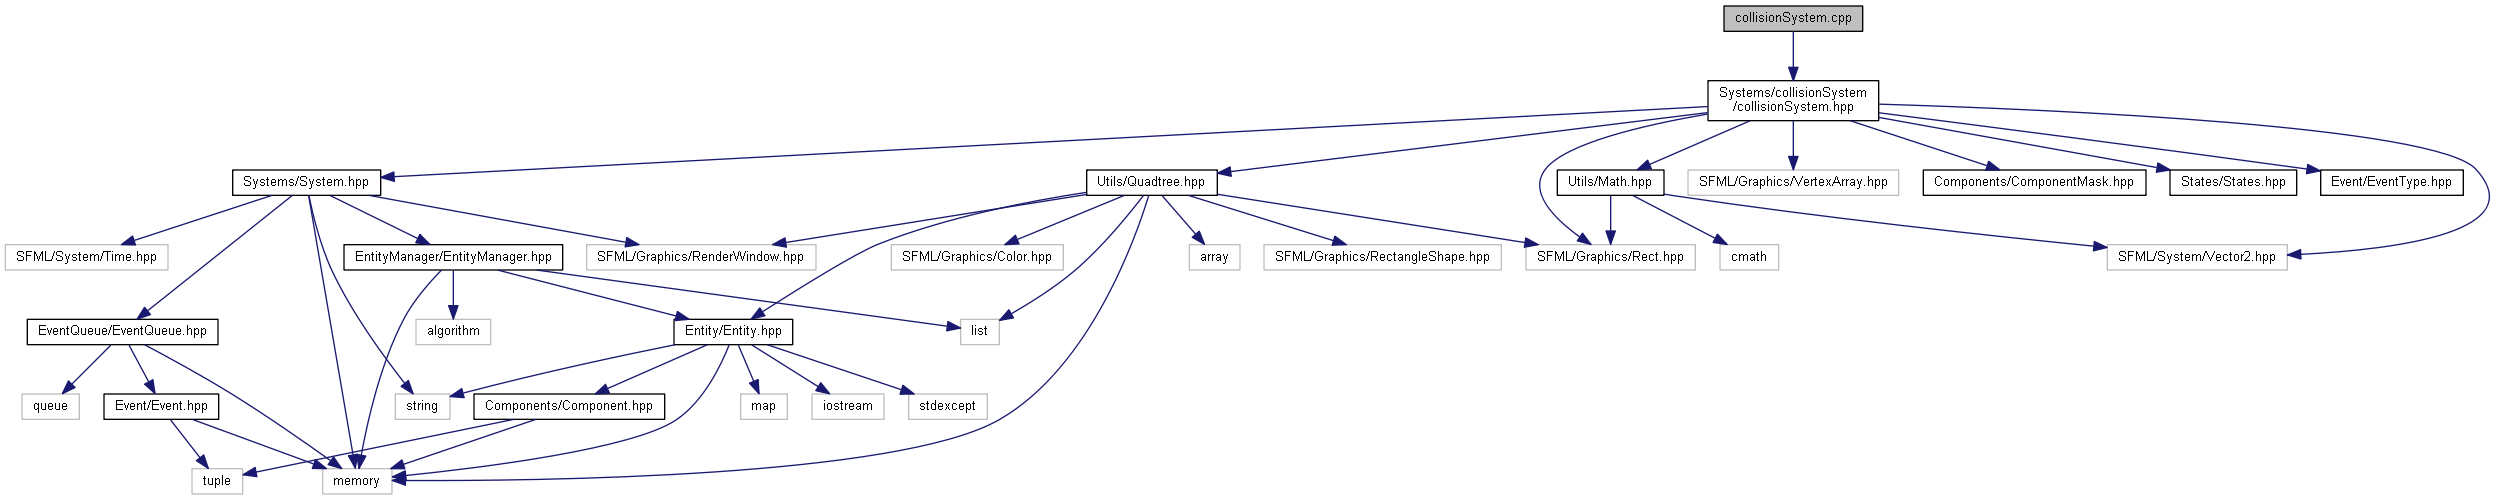 collisionSystem.cpp
Systems/collisionSystem
/collisionSystem.hpp
Systems/System.hpp
Utils/Quadtree.hpp
Utils/Math.hpp
SFML/Graphics/VertexArray.hpp
Components/ComponentMask.hpp
States/States.hpp
Event/EventType.hpp
SFML/System/Time.hpp
EntityManager/EntityManager.hpp
SFML/Graphics/RenderWindow.hpp
SFML/Graphics/Color.hpp
array
SFML/Graphics/RectangleShape.hpp
SFML/Graphics/Rect.hpp
cmath
SFML/System/Vector2.hpp
EventQueue/EventQueue.hpp
algorithm
Entity/Entity.hpp
list
queue
Event/Event.hpp
string
Components/Component.hpp
map
iostream
stdexcept
tuple
memory